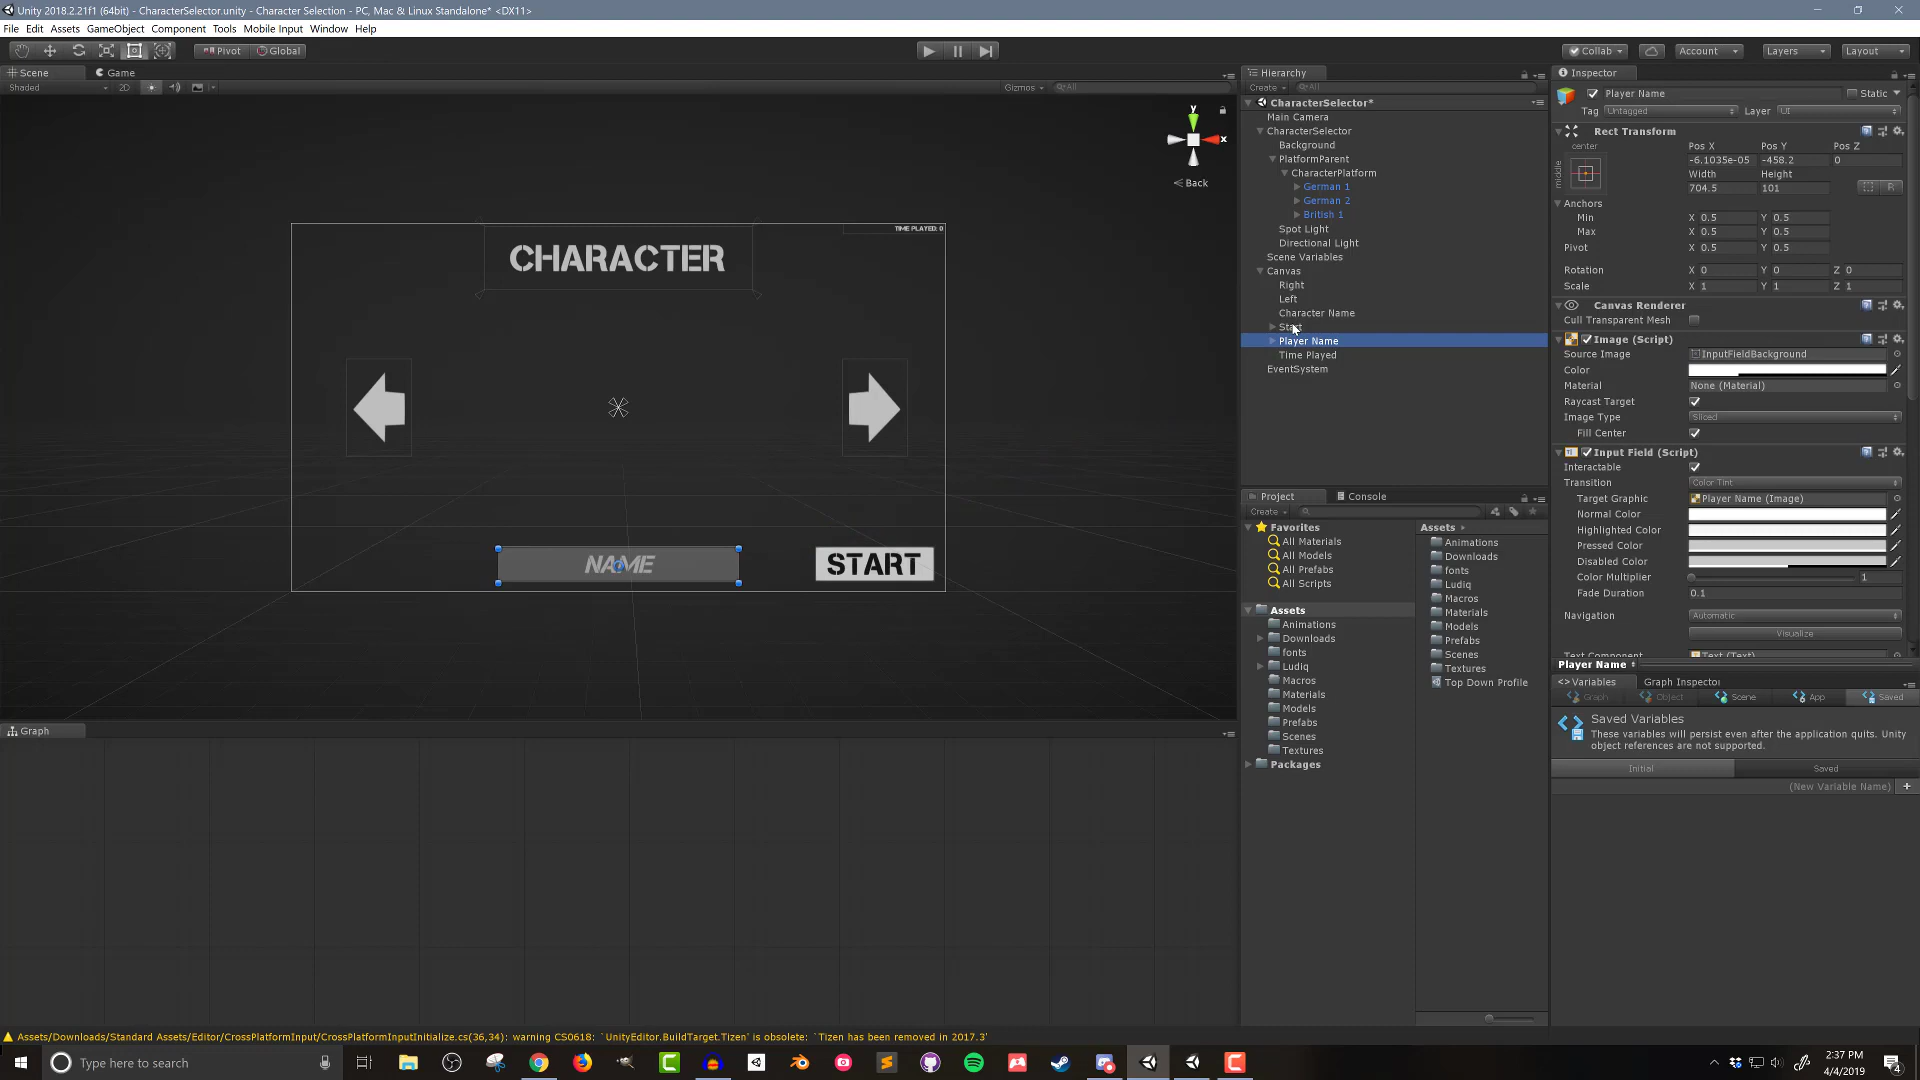 Unity 2018.2.21f1 (64bit) - CharacterSelector.unity - Character Selection - PC, Mac & Linux Standalone* <DX11>
File Edit Assets GameObject Component Tools Mobile Input Window Help
Pivot Global
Collab Account Layers Layout
Scene Game
Shaded 2D Gizmos All
y
x
Back
TIME PLAYED: 0
CHARACTER
NAME
START
Graph
Hierarchy
Create All
CharacterSelector*
Main Camera
CharacterSelector
Background
PlatformParent
CharacterPlatform
German 1
German 2
British 1
Spot Light
Directional Light
Scene Variables
Canvas
Right
Left
Character Name
Start
Player Name
Time Played
EventSystem
Project Console
Create
Favorites
All Materials
All Models
All Prefabs
All Scripts
Assets
Animations
Downloads
fonts
Ludiq
Macros
Materials
Models
Prefabs
Scenes
Textures
Packages
Assets
Animations
Downloads
fonts
Ludiq
Macros
Materials
Models
Prefabs
Scenes
Textures
Top Down Profile
Inspector
Player Name Static
Tag Untagged Layer UI
Rect Transform
center
middle
Pos X Pos Y Pos Z
-6.1035e-05 -458.2 0
Width Height
704.5 101
R
Anchors
Min X 0.5 Y 0.5
Max X 0.5 Y 0.5
Pivot X 0.5 Y 0.5
Rotation X 0 Y 0 Z 0
Scale X 1 Y 1 Z 1
Canvas Renderer
Cull Transparent Mesh
Image (Script)
Source Image InputFieldBackground
Color
Material None (Material)
Raycast Target
Image Type Sliced
Fill Center
Input Field (Script)
Interactable
Transition Color Tint
Target Graphic Player Name (Image)
Normal Color
Highlighted Color
Pressed Color
Disabled Color
Color Multiplier 1
Fade Duration 0.1
Navigation Automatic
Visualize
Text Component Text (Text)
Player Name
<> Variables Graph Inspector
Graph Object Scene App Saved
Saved Variables
These variables will persist even after the application quits. Unity
object references are not supported.
Initial Saved
(New Variable Name) +
Assets/Downloads/Standard Assets/Editor/CrossPlatformInput/CrossPlatformInputInitialize.cs(36,34): warning CS0618: `UnityEditor.BuildTarget.Tizen' is obsolete: `Tizen has been removed in 2017.3'
Type here to search
2:37 PM
4/4/2019
4